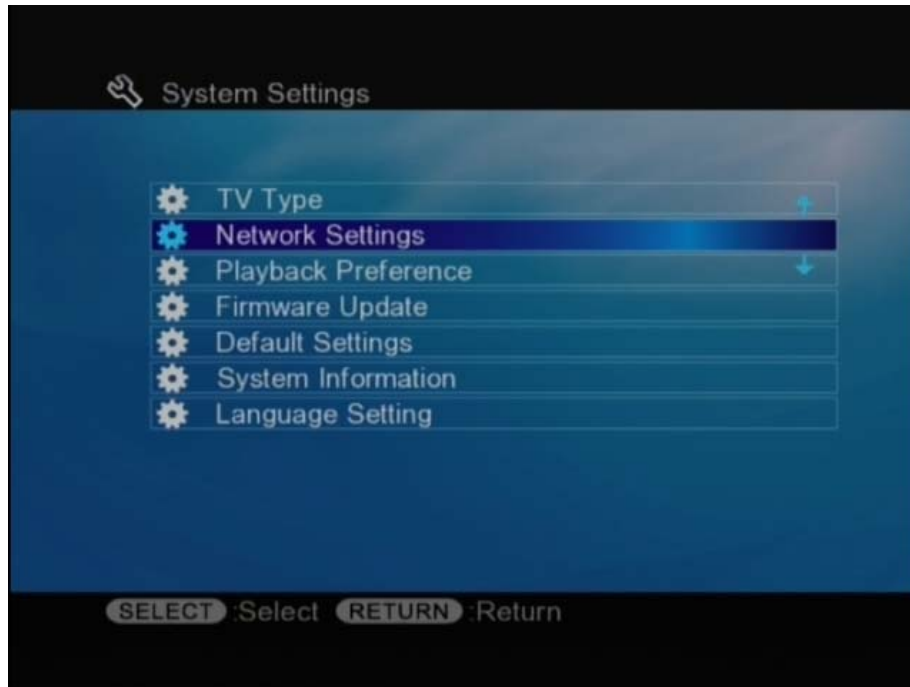 System Settings
TV Type
Network Settings
Playback Preference
Firmware Update
Default Settings
System Information
Language Setting
SELECT :Select RETURN :Return